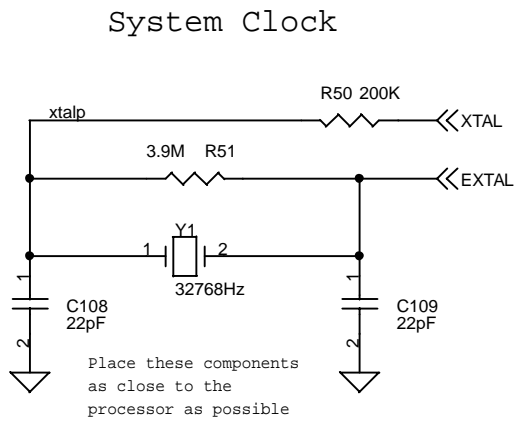 System Clock
R50 200K
xtalp
XTAL
3.9M R51
EXTAL
Y1
1 2
32768Hz
1 1
C108 C109
22pF 22pF
2 2
Place these components
as close to the
processor as possible